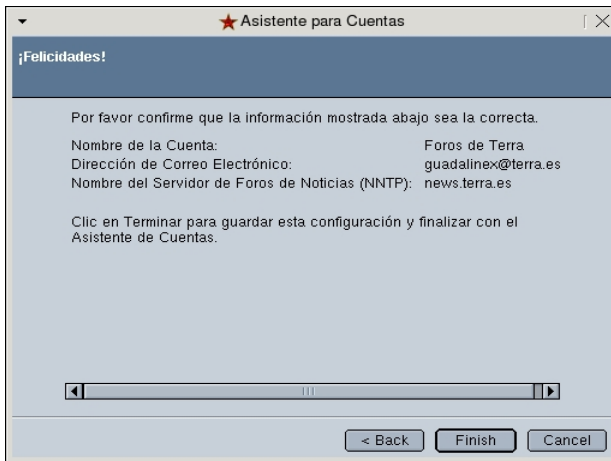 Asistente para Cuentas
¡Felicidades!
Por favor confirme que la información mostrada abajo sea la correcta.
Nombre de la Cuenta: Foros de Terra
Dirección de Correo Electrónico: guadalinex@terra.es
Nombre del Servidor de Foros de Noticias (NNTP): news.terra.es
Clic en Terminar para guardar esta configuración y finalizar con el
Asistente de Cuentas.
< Back Finish Cancel